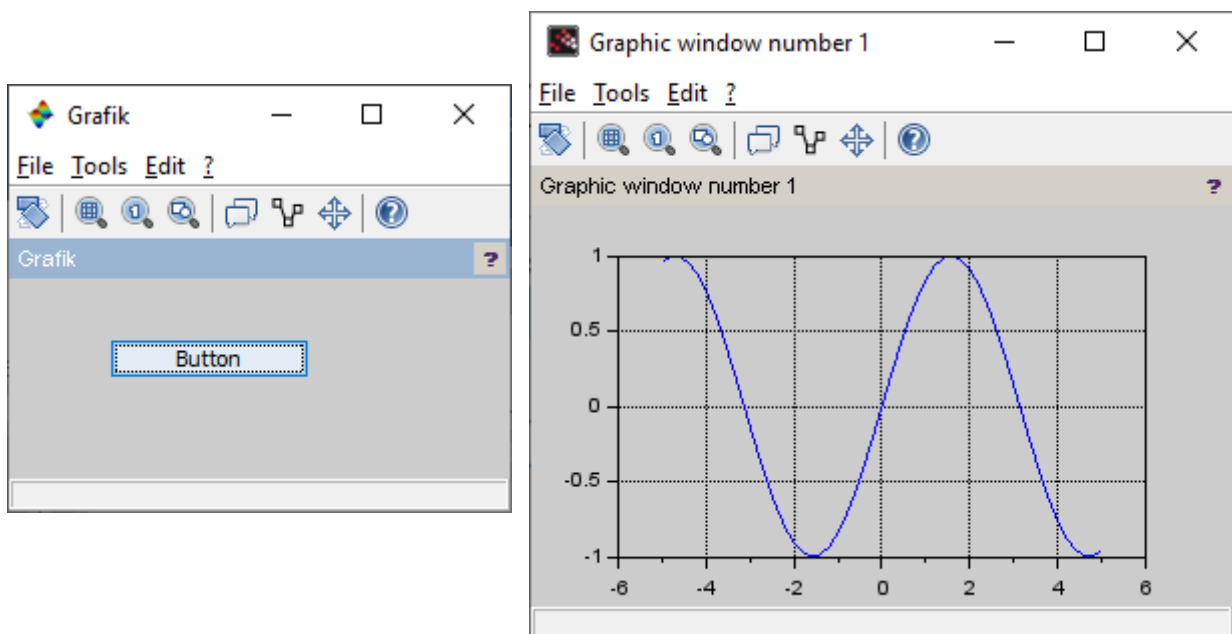 Grafik
File Tools Edit ?
Grafik ?
Button
Graphic window number 1
File Tools Edit ?
Graphic window number 1 ?
1
0.5
0
-0.5
-1
-6 -4 -2 0 2 4 6